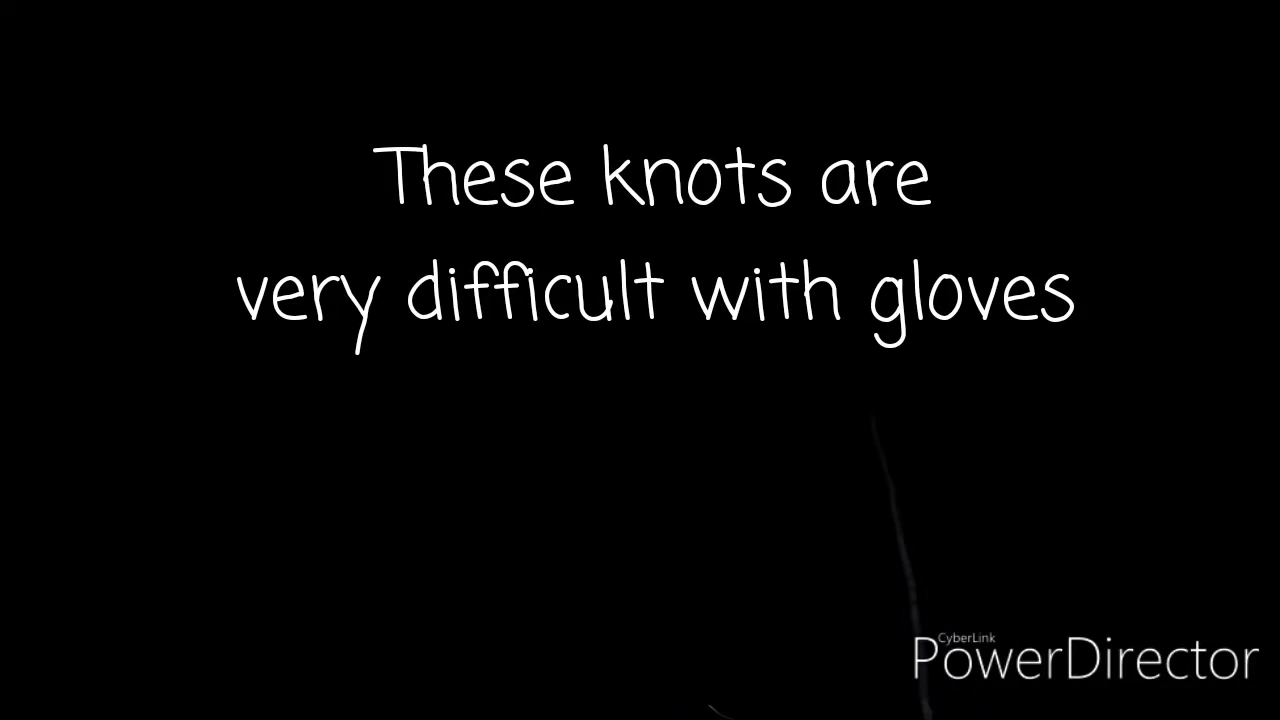 These knots are
very difficult with gloves
CyberLink
PowerDirector